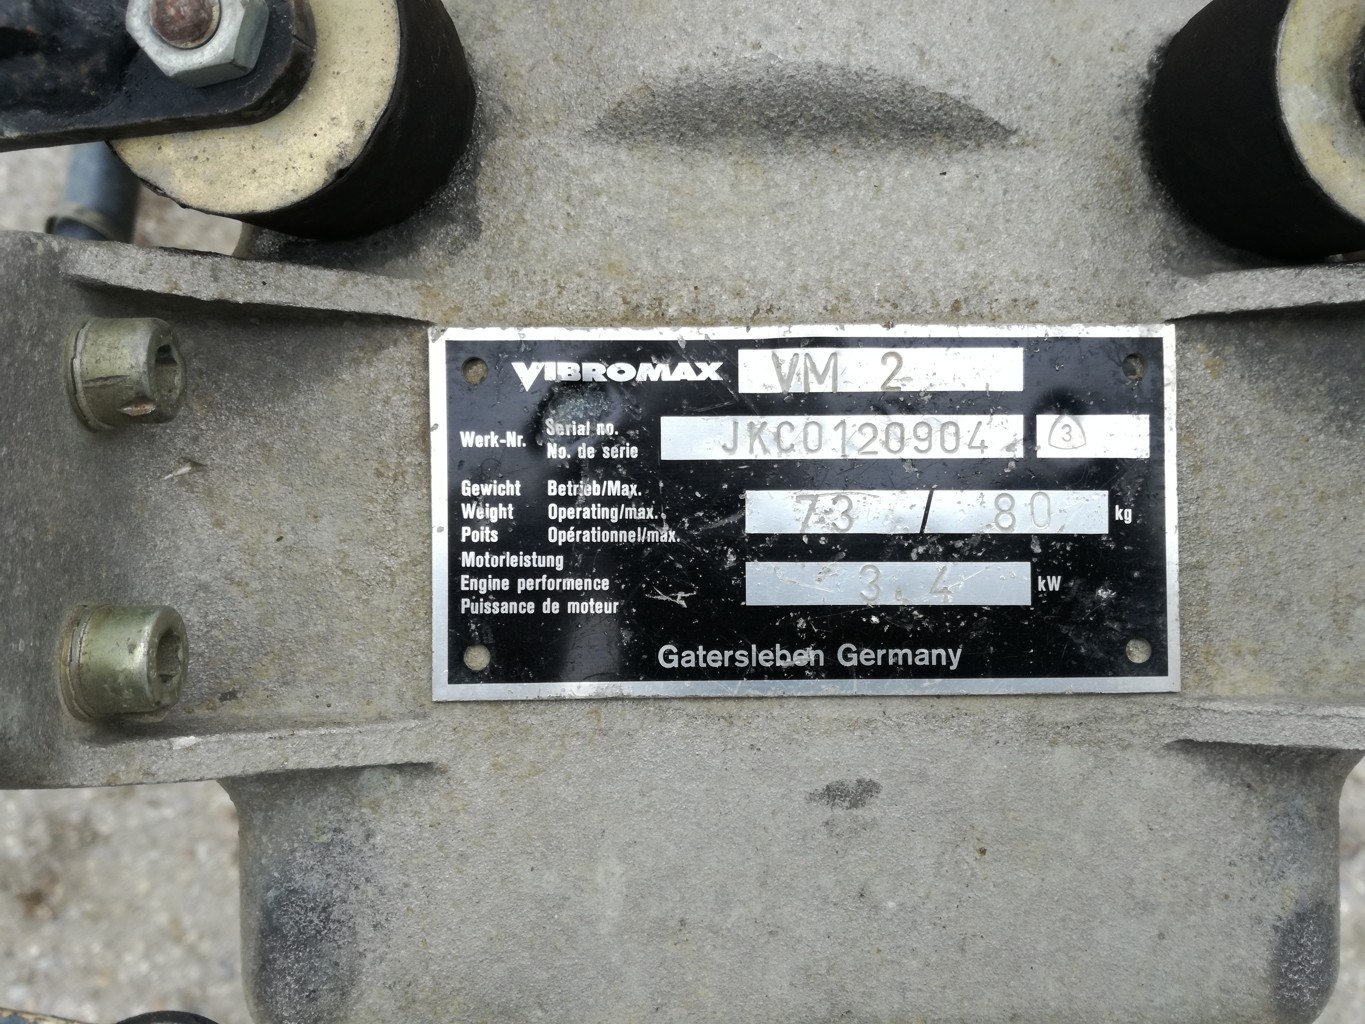 VIBROMAX VM 2
Werk-Nr. Serial no. JKC0120904 3
No. de série
Gewicht Betrieb/Max.
Weight Operating/max. 73 / 80 kg
Poits Opérationnel/max.
Motorleistung
Engine performence 3,4 kW
Puissance de moteur
Gatersleben Germany